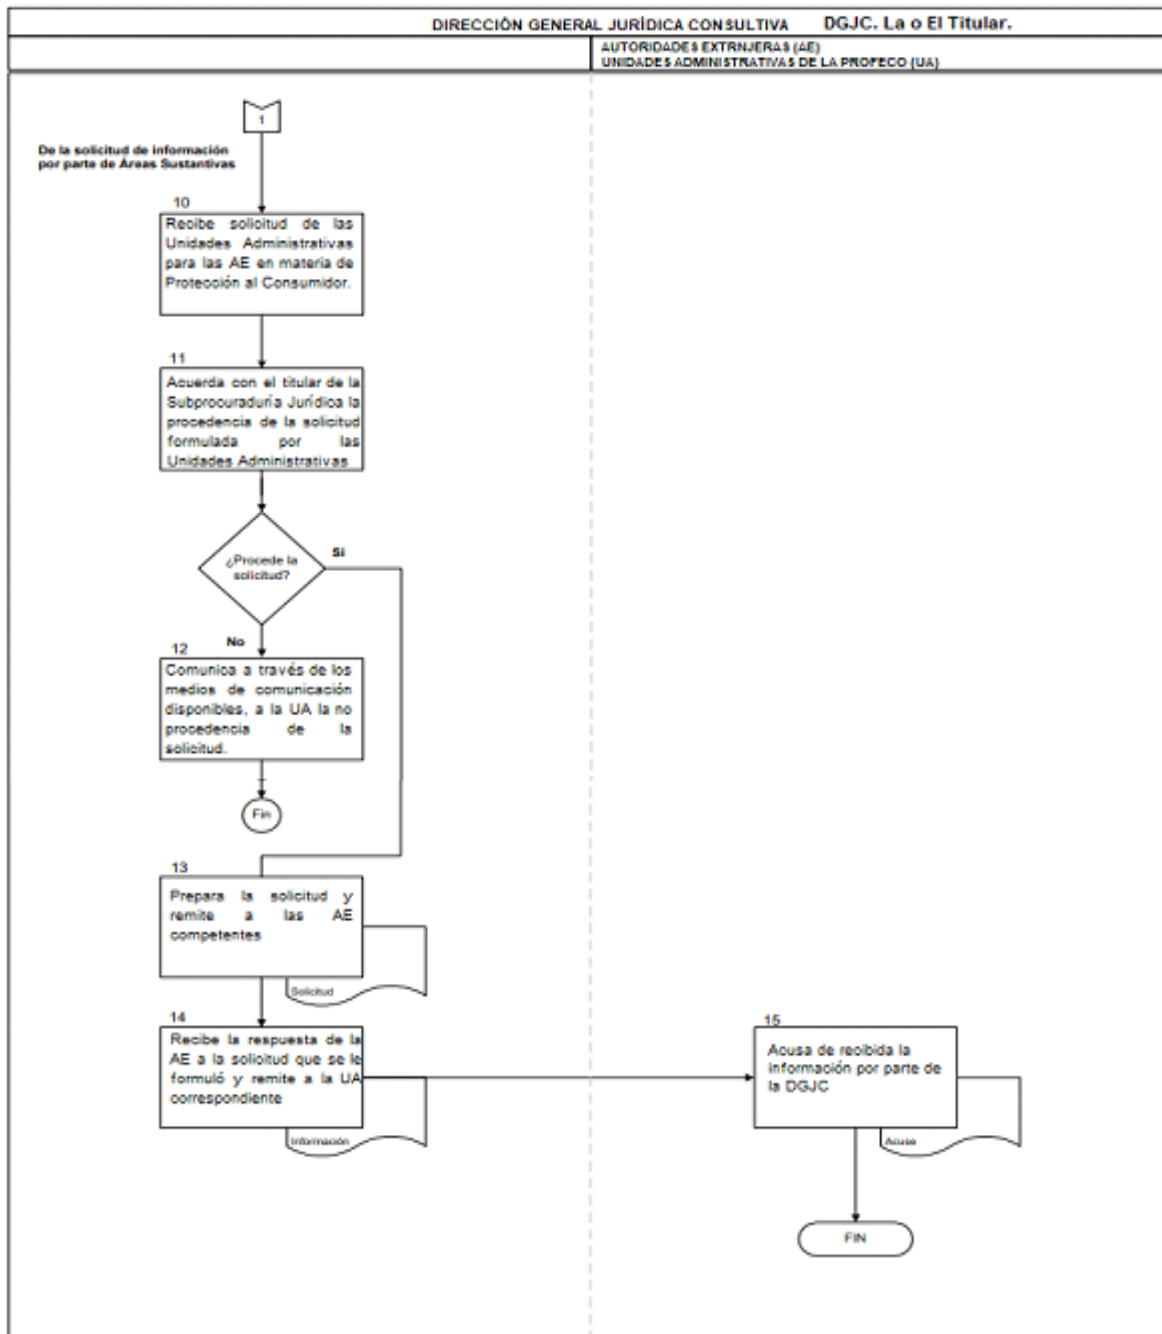 DIRECCIÓN GENERAL JURÍDICA CONSULTIVA DGJC. La o El Titular.
AUTORIDADES EXTRNJERAS (AE)
UNIDADES ADMINISTRATIVAS DE LA PROFECO (UA)
1
De la solicitud de información
por parte de Áreas Sustantivas
10
Recibe solicitud de las
Unidades Administrativas
para las AE en materia de
Protección al Consumidor.
11
Acuerda con el titular de la
Subprocuraduría Jurídica la
procedencia de la solicitud
formulada por las
Unidades Administrativas
¿Procede la
solicitud?
Si
No
12
Comunica a través de los
medios de comunicación
disponibles, a la UA la no
procedencia de la
solicitud.
Fin
13
Prepara la solicitud y
remite a las AE
competentes
Solicitud
14
Recibe la respuesta de la
AE a la solicitud que se le
formuló y remite a la UA
correspondiente
Información
15
Acusa de recibida la
información por parte de
la DGJC
Acuse
FIN